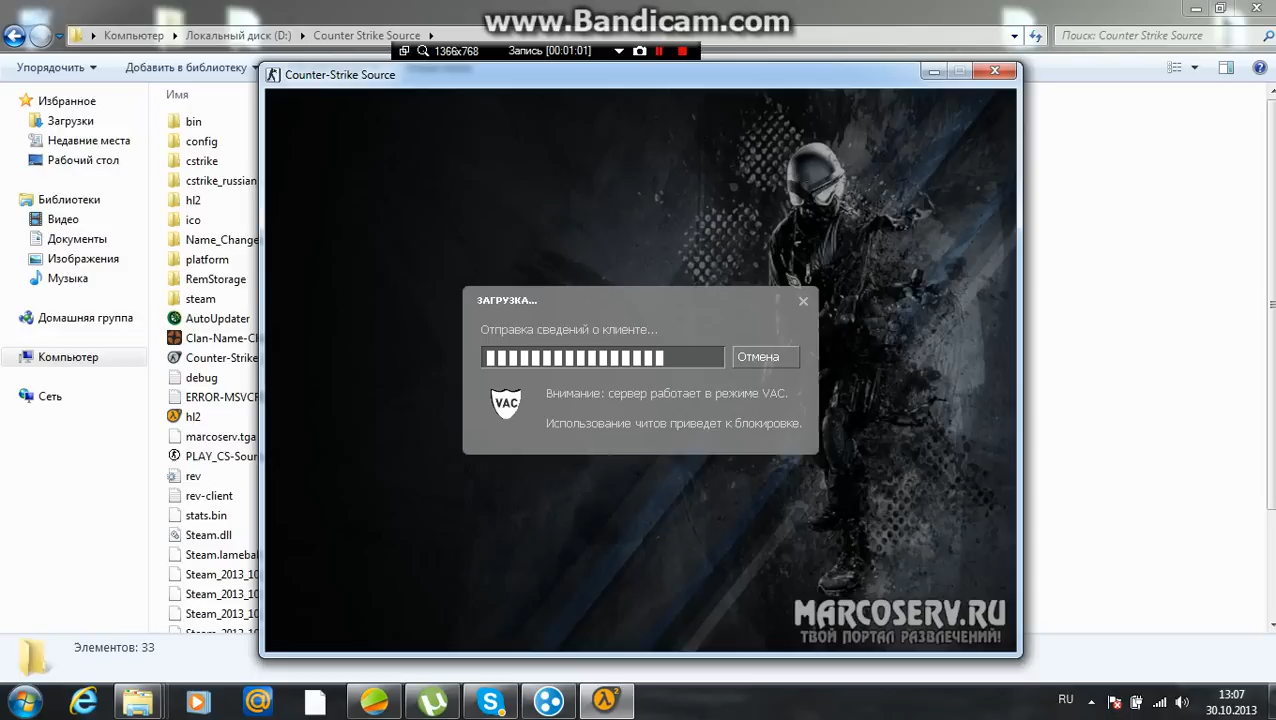 www.Bandicam.com
Компьютер
Локальный диск (D:)
Counter Strike Source
Поиск: Counter Strike Source
1366x768
Запись [00:01:01]
Упорядочить
Добавить в библиотеку
Counter-Strike Source
Избранное
Загрузки
Недавние места
Рабочий стол
Библиотеки
Видео
Документы
Изображения
Музыка
Домашняя группа
Компьютер
Сеть
Имя
bin
config
cstrike
cstrike_russian
hl2
ico
Name_Change
platform
RemStorage
steam
AutoUpdater
Clan-Name-C
Counter-Strike
debug
ERROR-MSVCF
hl2
marcoserv.tga
PLAY_CS-Sour
rev
rev-client
stats.bin
Steam.dll
Steam.lamebal
Steam_2013_10
Steam_2013_10
Steam_2013_10
Steam_2013_10
ЗАГРУЗКА...
Отправка сведений о клиенте...
Отмена
VAC
Внимание: сервер работает в режиме VAC.
Использование читов приведет к блокировке.
MARCOSERV.RU
ТВОЙ ПОРТАЛ РАЗВЛЕЧЕНИЙ!
Элементов: 33
RU
13:07
30.10.2013